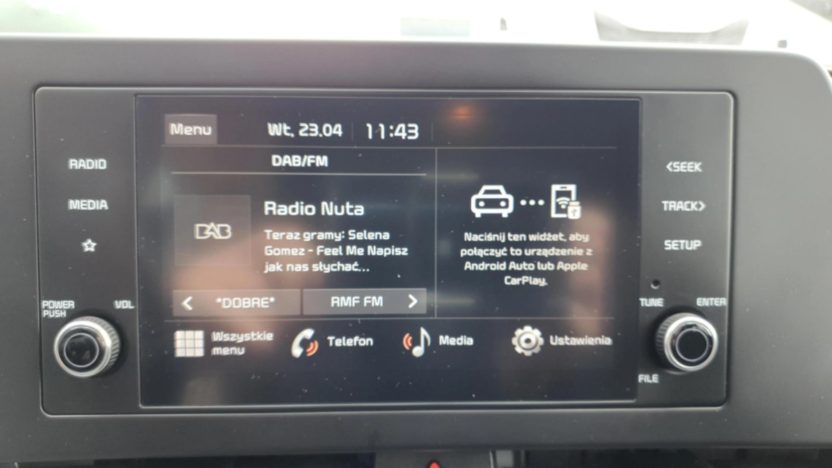 Menu Wt, 23.04 11:43
DAB/FM
RADIO
MEDIA
POWER
PUSH
VOL
DAB
Radio Nuta
Teraz gramy: Selena
Gomez - Feel Me Napisz
jak nas słychać...
< *DOBRE* RMF FM >
Naciśnij ten widżet, aby
połączyć to urządzenie z
Android Auto lub Apple
CarPlay.
Wszystkie
menu
Telefon
Media
Ustawienia
<SEEK
TRACK>
SETUP
TUNE
ENTER
FILE